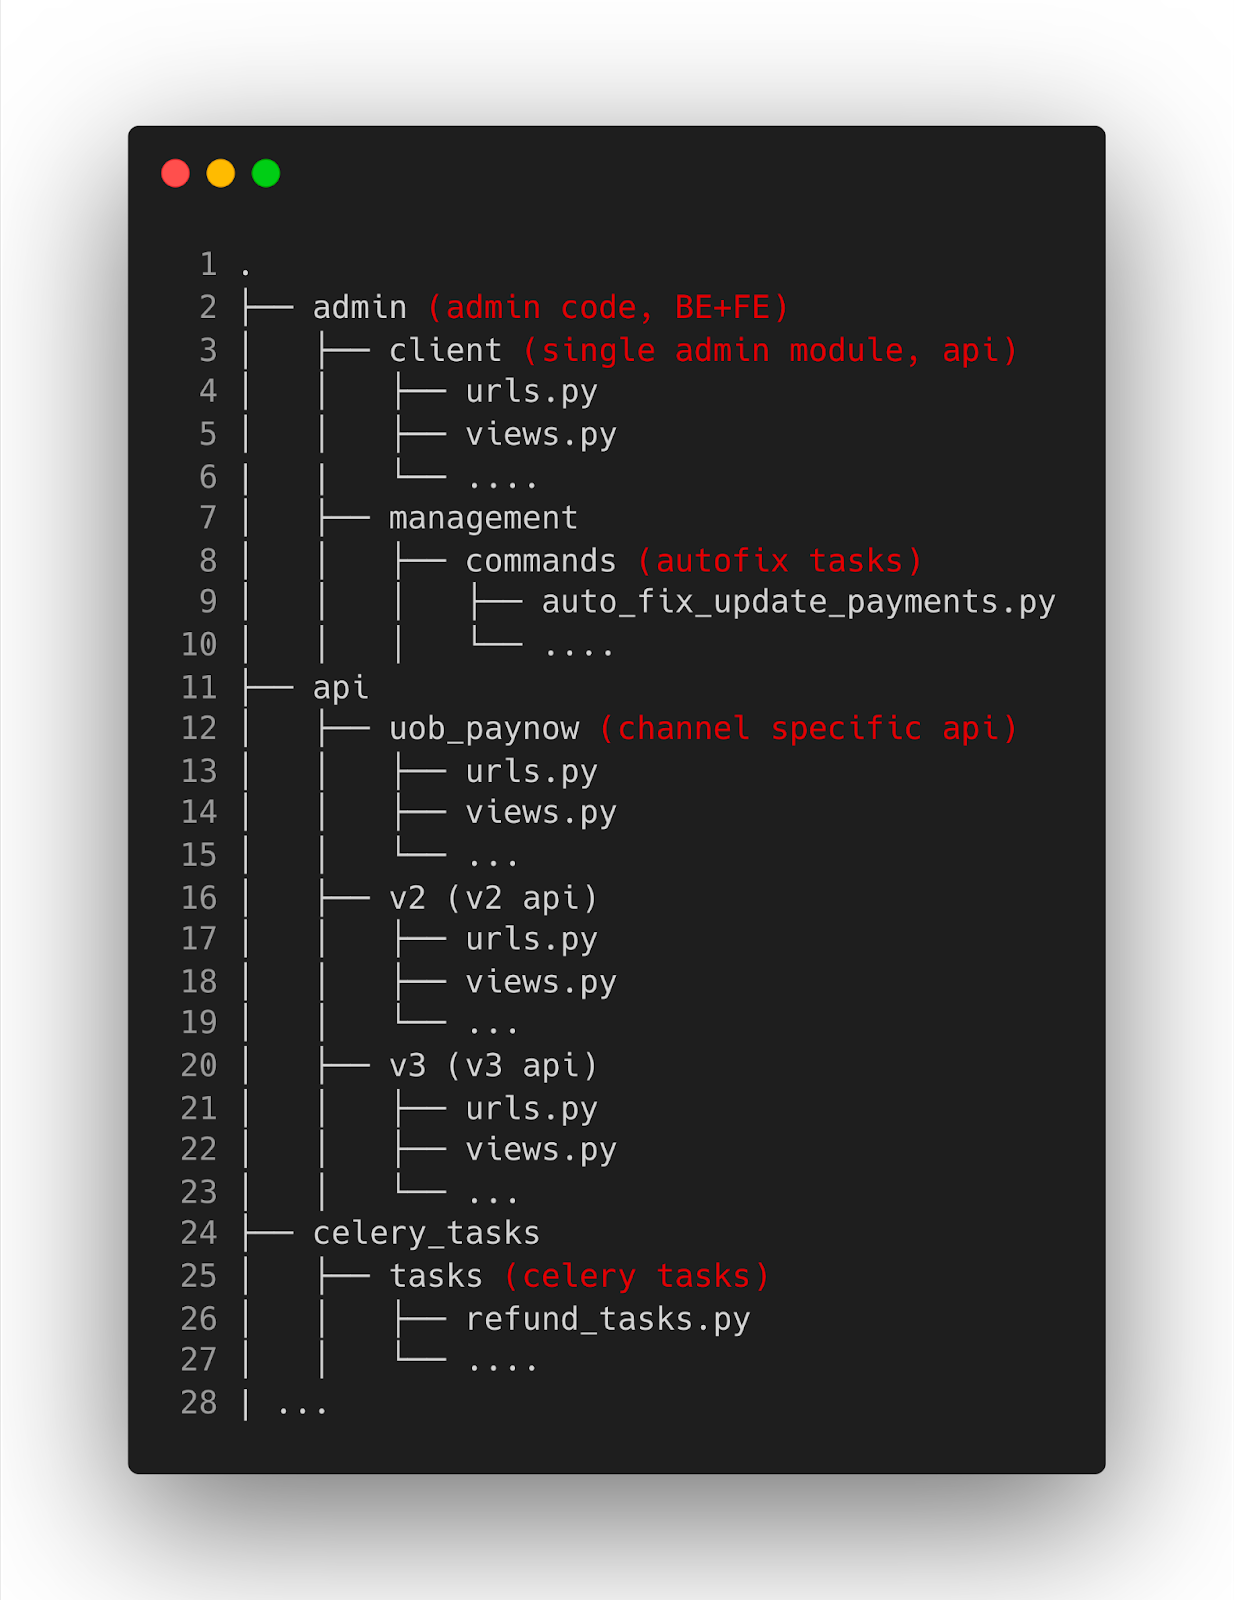 1 .
2 ├── admin (admin code, BE+FE)
3 │   ├── client (single admin module, api)
4 │   │   ├── urls.py
5 │   │   ├── views.py
6 │   │   └── ....
7 │   ├── management
8 │   │   ├── commands (autofix tasks)
9 │   │   │   ├── auto_fix_update_payments.py
10 │   │   │   └── ....
11 ├── api
12 │   ├── uob_paynow (channel specific api)
13 │   │   ├── urls.py
14 │   │   ├── views.py
15 │   │   └── ...
16 │   ├── v2 (v2 api)
17 │   │   ├── urls.py
18 │   │   ├── views.py
19 │   │   └── ...
20 │   ├── v3 (v3 api)
21 │   │   ├── urls.py
22 │   │   ├── views.py
23 │   │   └── ...
24 ├── celery_tasks
25 │   ├── tasks (celery tasks)
26 │   │   ├── refund_tasks.py
27 │   │   └── ....
28 │ ...